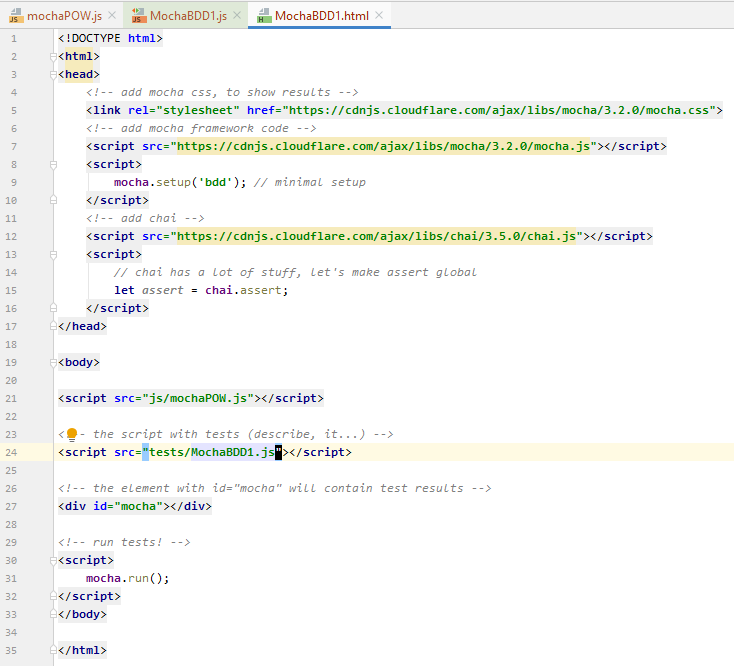 mochaPOW.js MochaBDD1.js MochaBDD1.html
1 <!DOCTYPE html>
2 <html>
3 <head>
4 <!-- add mocha css, to show results -->
5 <link rel="stylesheet" href="https://cdnjs.cloudflare.com/ajax/libs/mocha/3.2.0/mocha.css">
6 <!-- add mocha framework code -->
7 <script src="https://cdnjs.cloudflare.com/ajax/libs/mocha/3.2.0/mocha.js"></script>
8 <script>
9 mocha.setup('bdd'); // minimal setup
10 </script>
11 <!-- add chai -->
12 <script src="https://cdnjs.cloudflare.com/ajax/libs/chai/3.5.0/chai.js"></script>
13 <script>
14 // chai has a lot of stuff, let's make assert global
15 let assert = chai.assert;
16 </script>
17 </head>
18
19 <body>
20
21 <script src="js/mochaPOW.js"></script>
22
23 <!-- the script with tests (describe, it...) -->
24 <script src="tests/MochaBDD1.js"></script>
25
26 <!-- the element with id="mocha" will contain test results -->
27 <div id="mocha"></div>
28
29 <!-- run tests! -->
30 <script>
31 mocha.run();
32 </script>
33 </body>
34
35 </html>